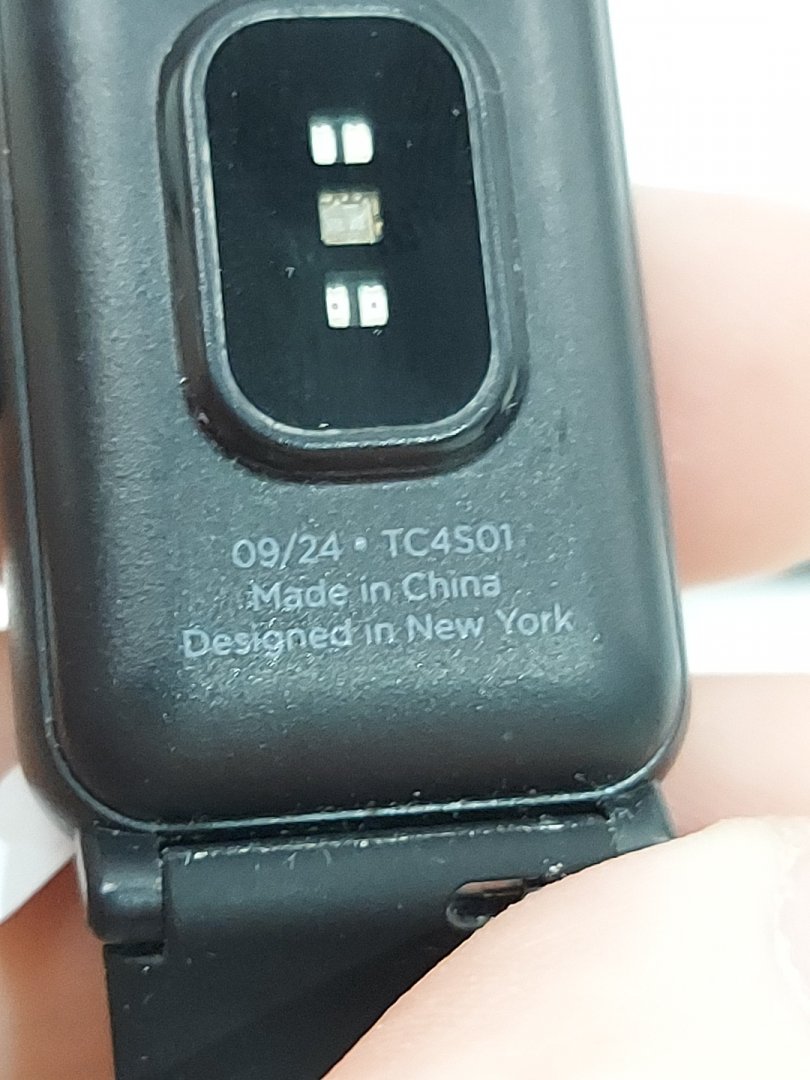 09/24 • TC4S01
Made in China
Designed in New York